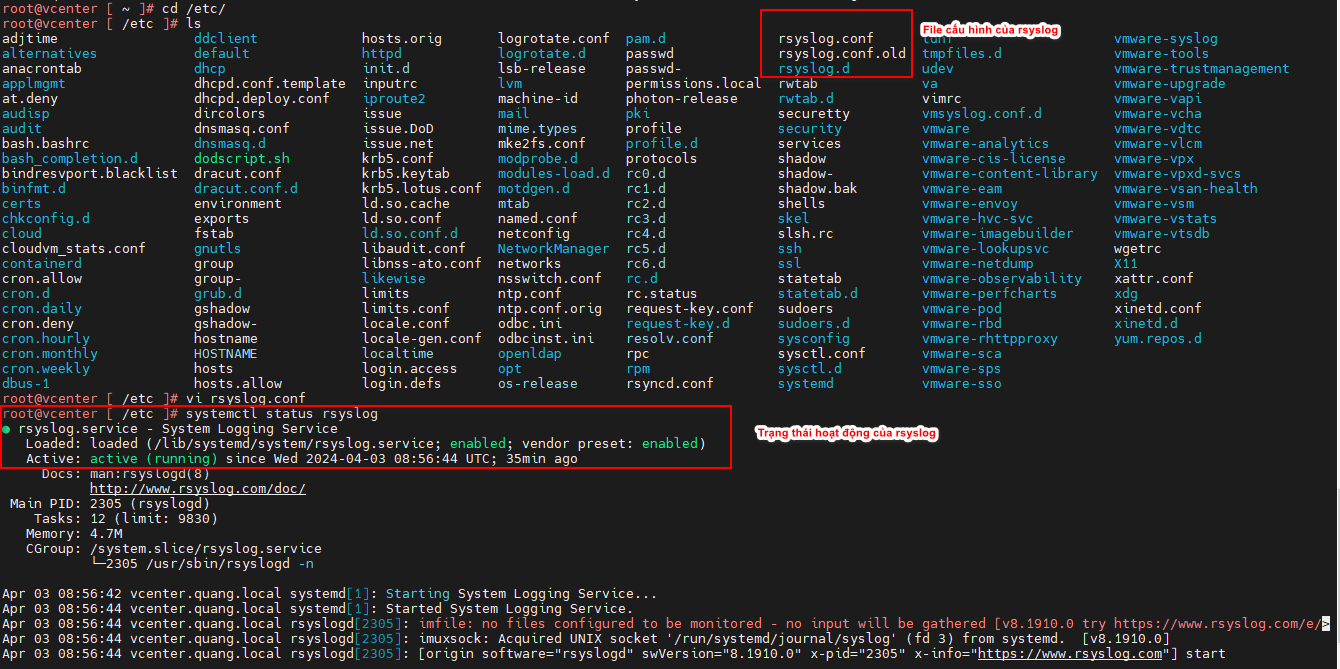 root@vcenter [ ~ ]# cd /etc/
root@vcenter [ /etc ]# ls
adjtime ddclient hosts.orig logrotate.conf pam.d rsyslog.conf vmware-syslog
File cấu hình của rsyslog
alternatives default httpd logrotate.d passwd rsyslog.conf.old tmpfiles.d vmware-tools
anacrontab dhcp init.d lsb-release passwd- rsyslog.d udev vmware-trustmanagement
applmgmt dhcpd.conf.template inputrc lvm permissions.local rwtab va vmware-upgrade
at.deny dhcpd.deploy.conf iproute2 machine-id photon-release rwtab.d vimrc vmware-vapi
audisp dircolors issue mail pki securetty vmsyslog.conf.d vmware-vcha
audit dnsmasq.conf issue.DoD mime.types profile security vmware vmware-vdtc
bash.bashrc dnsmasq.d issue.net mke2fs.conf profile.d services vmware-analytics vmware-vlcm
bash_completion.d dodscript.sh krb5.conf modprobe.d protocols shadow vmware-cis-license vmware-vpx
bindresvport.blacklist dracut.conf krb5.keytab modules-load.d rc0.d shadow- vmware-content-library vmware-vpxd-svcs
binfmt.d dracut.conf.d krb5.lotus.conf motdgen.d rc1.d shadow.bak vmware-eam vmware-vsan-health
certs environment ld.so.cache mtab rc2.d shells vmware-envoy vmware-vsm
chkconfig.d exports ld.so.conf named.conf rc3.d skel vmware-hvc-svc vmware-vstats
cloud fstab ld.so.conf.d netconfig rc4.d slsh.rc vmware-imagebuilder vmware-vtsdb
cloudvm_stats.conf gnutls libaudit.conf NetworkManager rc5.d ssh vmware-lookupsvc wgetrc
containerd group libnss-ato.conf networks rc6.d ssl vmware-netdump X11
cron.allow group- likewise nsswitch.conf rc.d statetab vmware-observability xattr.conf
cron.d grub.d limits ntp.conf rc.status statetab.d vmware-perfcharts xdg
cron.daily gshadow limits.conf ntp.conf.orig request-key.conf sudoers vmware-pod xinetd.conf
cron.deny gshadow- locale.conf odbc.ini request-key.d sudoers.d vmware-rbd xinetd.d
cron.hourly hostname locale-gen.conf odbcinst.ini resolv.conf sysconfig vmware-rhttpproxy yum.repos.d
cron.monthly HOSTNAME localtime openldap rpc sysctl.conf vmware-sca
cron.weekly hosts login.access opt rpm sysctl.d vmware-sps
dbus-1 hosts.allow login.defs os-release rsyncd.conf systemd vmware-sso
root@vcenter [ /etc ]# vi rsyslog.conf
root@vcenter [ /etc ]# systemctl status rsyslog
● rsyslog.service - System Logging Service
Loaded: loaded (/lib/systemd/system/rsyslog.service; enabled; vendor preset: enabled)
Trạng thái hoạt động của rsyslog
Active: active (running) since Wed 2024-04-03 08:56:44 UTC; 35min ago
Docs: man:rsyslogd(8)
http://www.rsyslog.com/doc/
Main PID: 2305 (rsyslogd)
Tasks: 12 (limit: 9830)
Memory: 4.7M
CGroup: /system.slice/rsyslog.service
└─2305 /usr/sbin/rsyslogd -n
Apr 03 08:56:42 vcenter.quang.local systemd[1]: Starting System Logging Service...
Apr 03 08:56:44 vcenter.quang.local systemd[1]: Started System Logging Service.
Apr 03 08:56:44 vcenter.quang.local rsyslogd[2305]: imfile: no files configured to be monitored - no input will be gathered [v8.1910.0 try https://www.rsyslog.com/e/>
Apr 03 08:56:44 vcenter.quang.local rsyslogd[2305]: imuxsock: Acquired UNIX socket '/run/systemd/journal/syslog' (fd 3) from systemd. [v8.1910.0]
Apr 03 08:56:44 vcenter.quang.local rsyslogd[2305]: [origin software="rsyslogd" swVersion="8.1910.0" x-pid="2305" x-info="https://www.rsyslog.com"] start